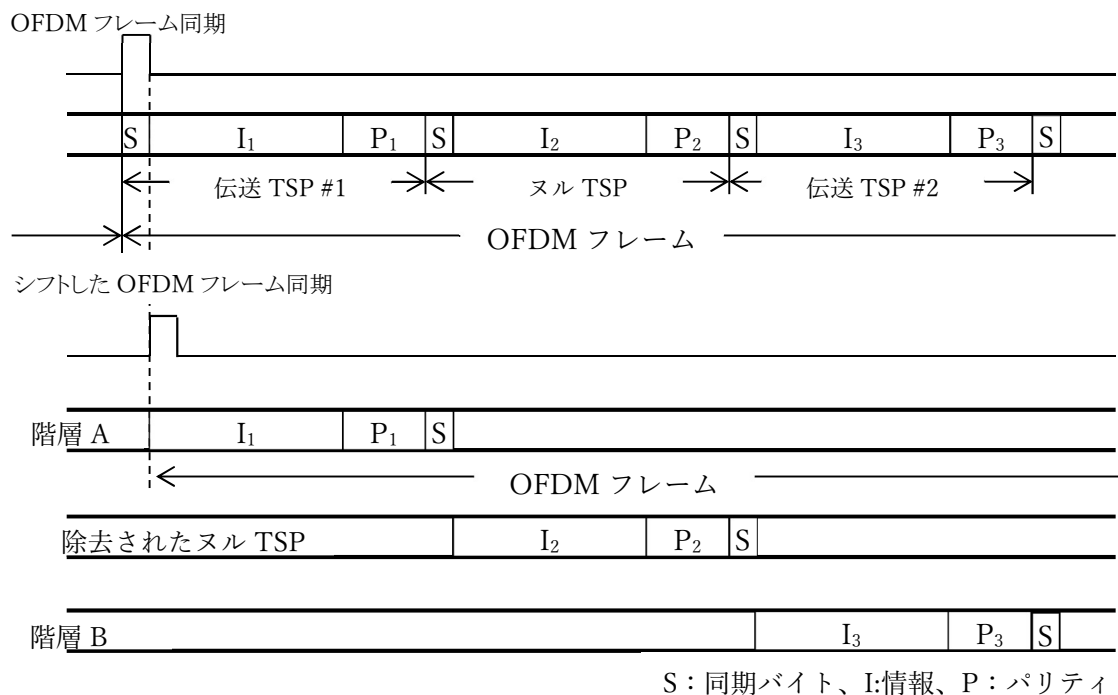 OFDM フレーム同期
S I₁ P₁ S I₂ P₂ S I₃ P₃ S
伝送 TSP #1 ヌル TSP 伝送 TSP #2
OFDM フレーム
シフトした OFDM フレーム同期
階層 A I₁ P₁ S
OFDM フレーム
除去されたヌル TSP I₂ P₂ S
階層 B I₃ P₃ S
S：同期バイト、I:情報、P：パリティ